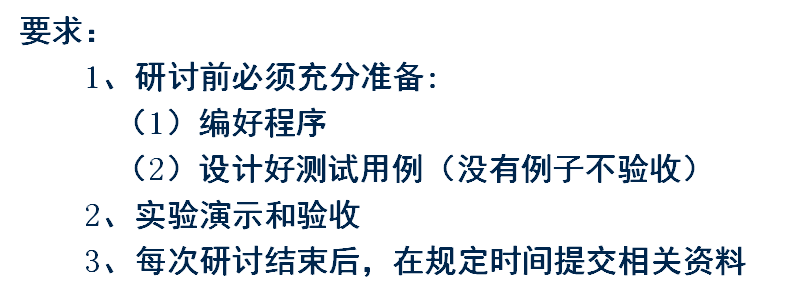 要求：
1、研讨前必须充分准备:
（1）编好程序
（2）设计好测试用例（没有例子不验收）
2、实验演示和验收
3、每次研讨结束后，在规定时间提交相关资料